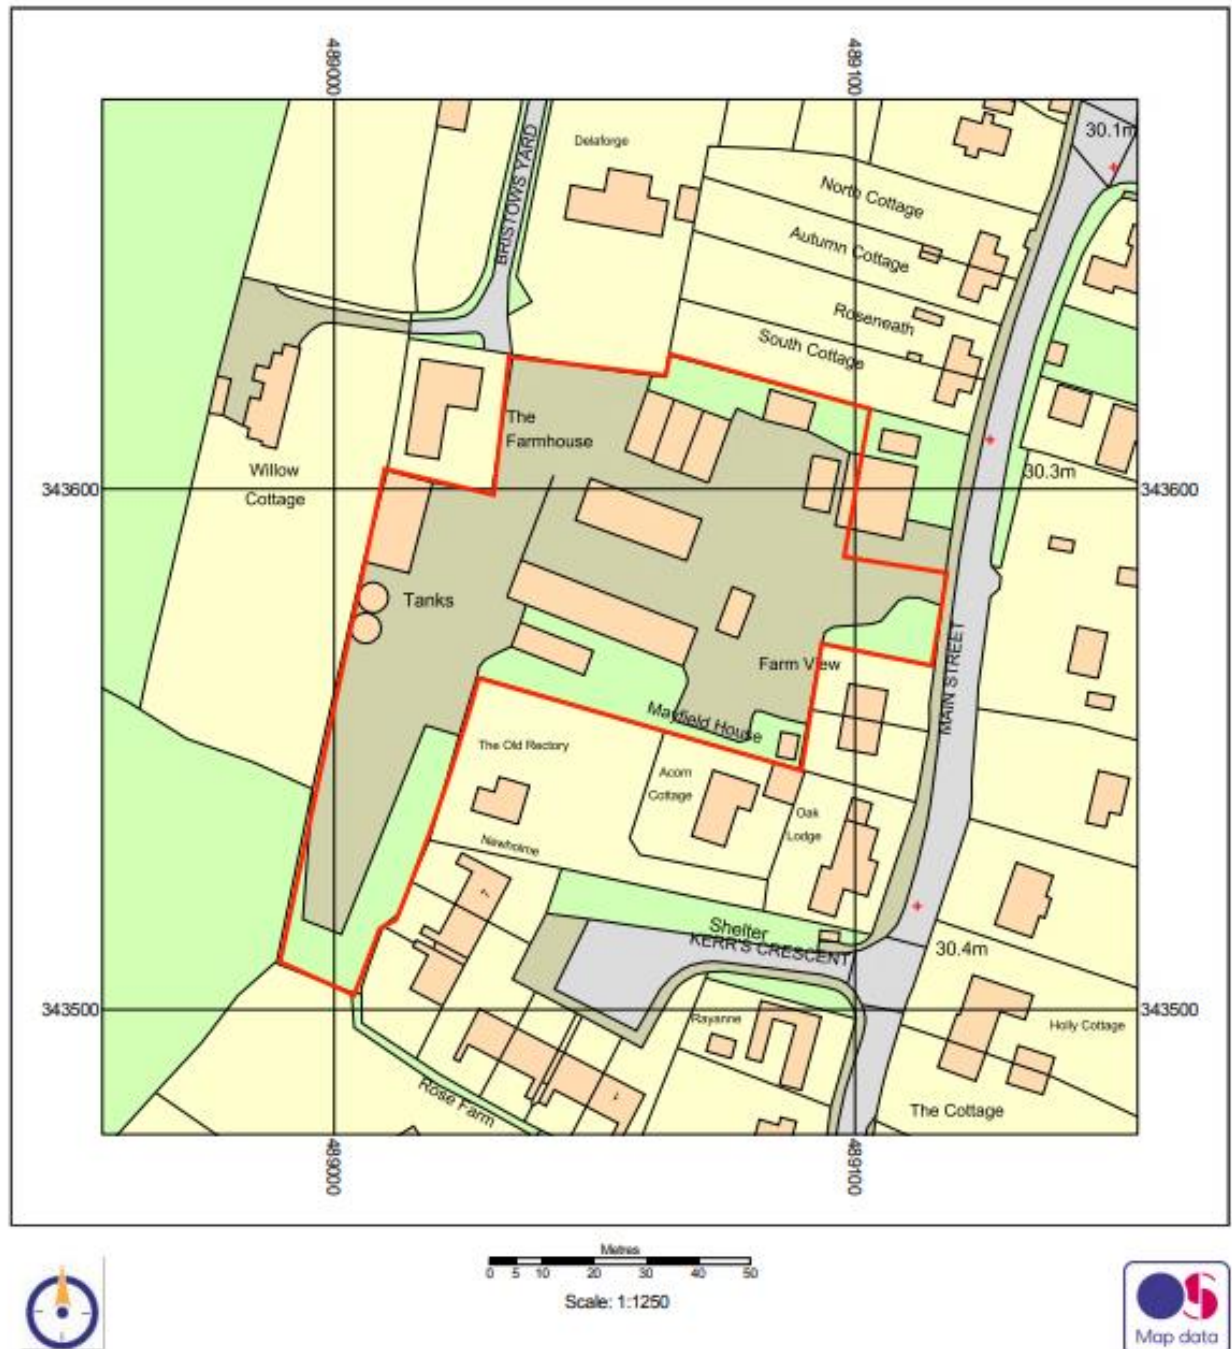 489000
489100
30.1m
BRISTOWS YARD
Delaforge
North Cottage
Autumn Cottage
Roseneath
South Cottage
The
Farmhouse
Willow
Cottage
30.3m
343600
343600
Tanks
Farm View
MAIN STREET
Mayfield House
The Old Rectory
Acorn
Cottage
Oak
Lodge
Newholme
7
Shelter
KERR'S CRESCENT
30.4m
343500
343500
Rayanne
Holly Cottage
1
Rose Farm
The Cottage
489000
489100
Metres
0 5 10 20 30 40 50
Scale: 1:1250
OS
Map data